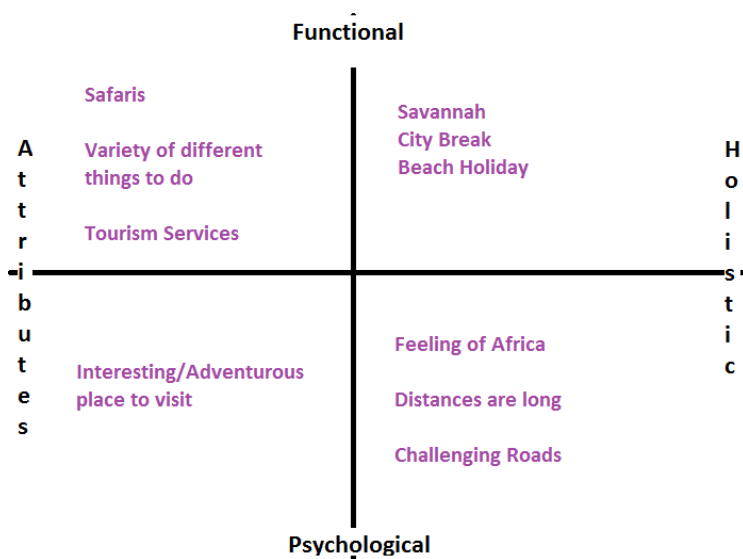 Functional
Safaris
Variety of different
things to do
Tourism Services
Savannah
City Break
Beach Holiday
Attributes
Holistic
Interesting/Adventurous
place to visit
Feeling of Africa
Distances are long
Challenging Roads
Psychological